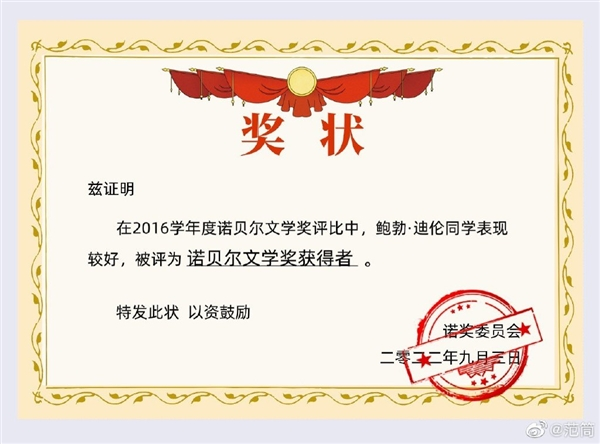 奖状
兹证明
在2016学年度诺贝尔文学奖评比中，鲍勃·迪伦同学表现
较好，被评为 诺贝尔文学奖获得者 。
特发此状 以资鼓励
诺奖委员会
二零二二年九月三日
@范筒